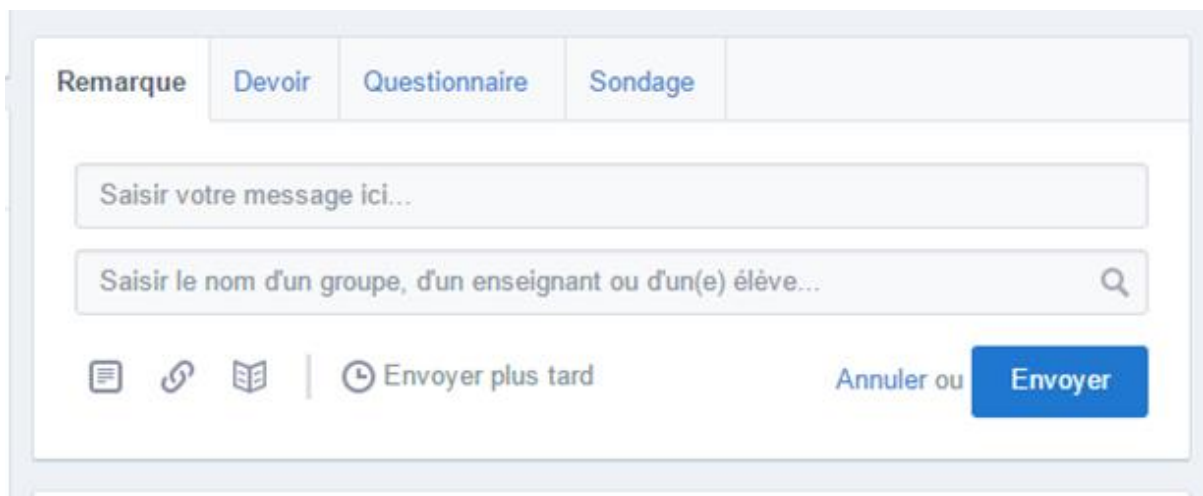 Remarque Devoir Questionnaire Sondage
Saisir votre message ici...
Saisir le nom d'un groupe, d'un enseignant ou d'un(e) élève...
Envoyer plus tard Annuler ou Envoyer